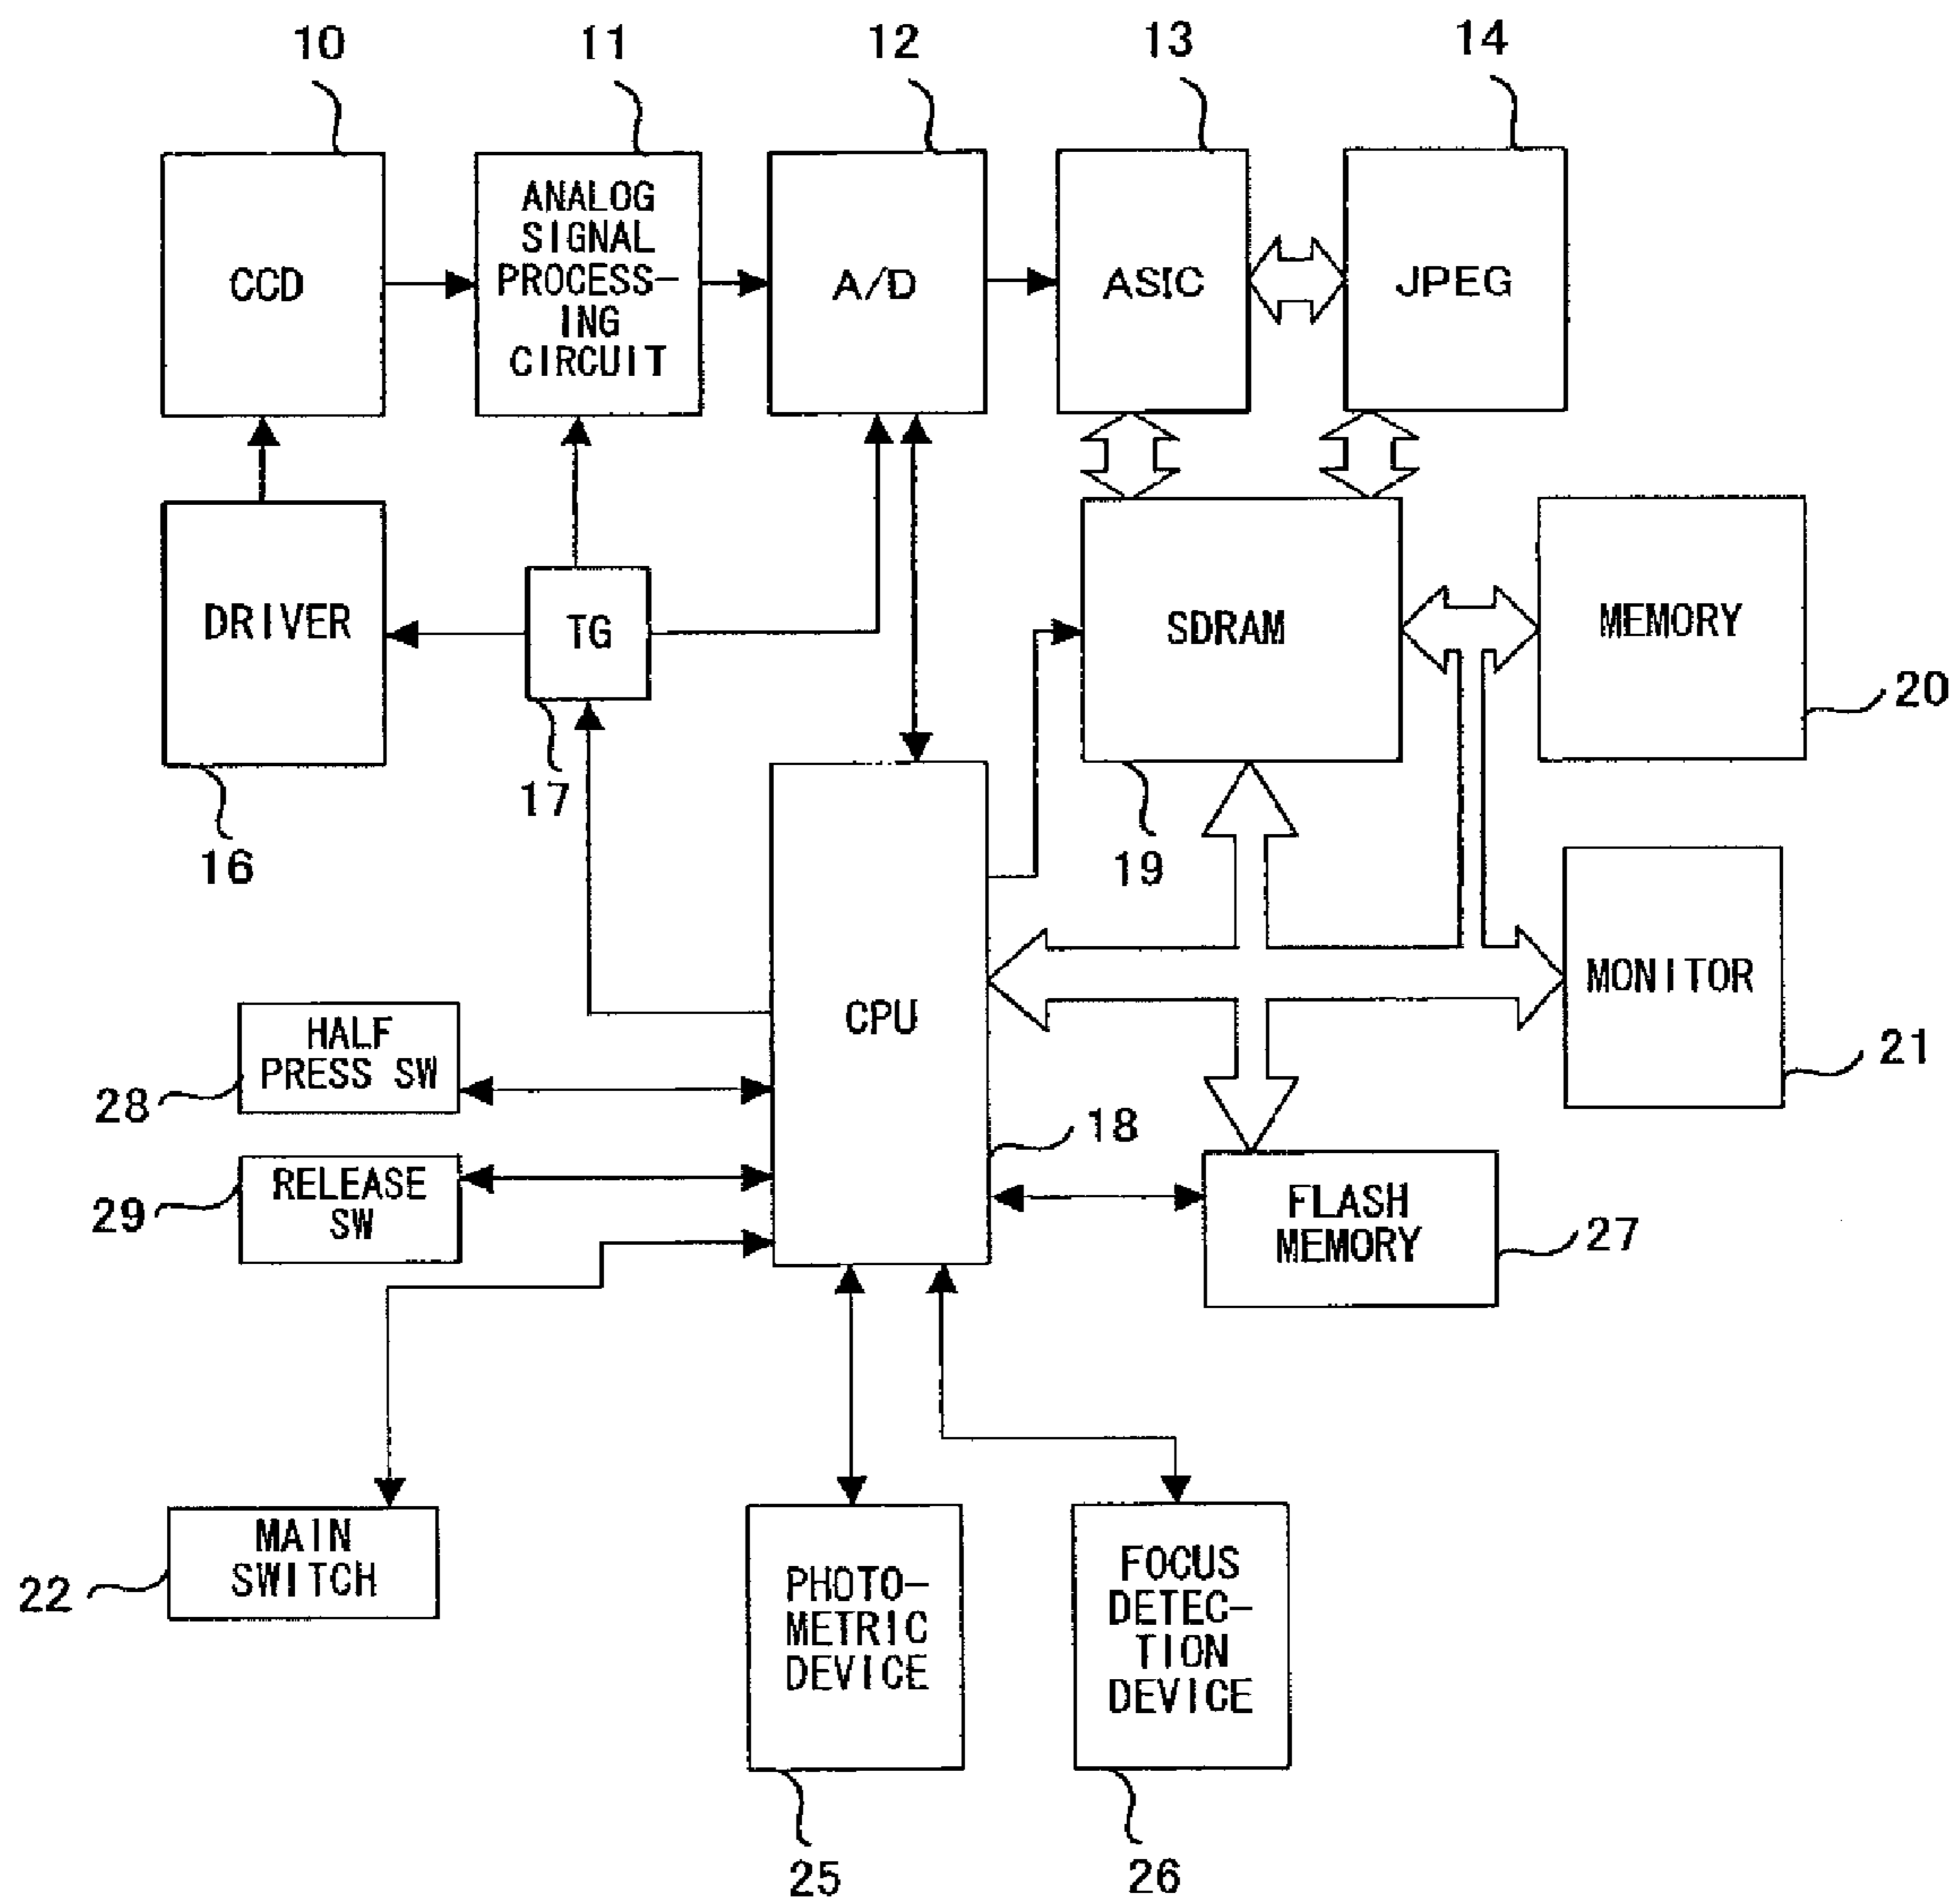 10
11
12
13
14
CCD
ANALOG
SIGNAL
PROCESS-
ING
CIRCUIT
A/D
ASIC
JPEG
DRIVER
TG
SDRAM
MEMORY
20
17
16
19
CPU
MONITOR
21
HALF
PRESS SW
28
18
RELEASE
SW
29
FLASH
MEMORY
27
MAIN
SWITCH
22
PHOTO-
METRIC
DEVICE
FOCUS
DETEC-
TION
DEVICE
25
26